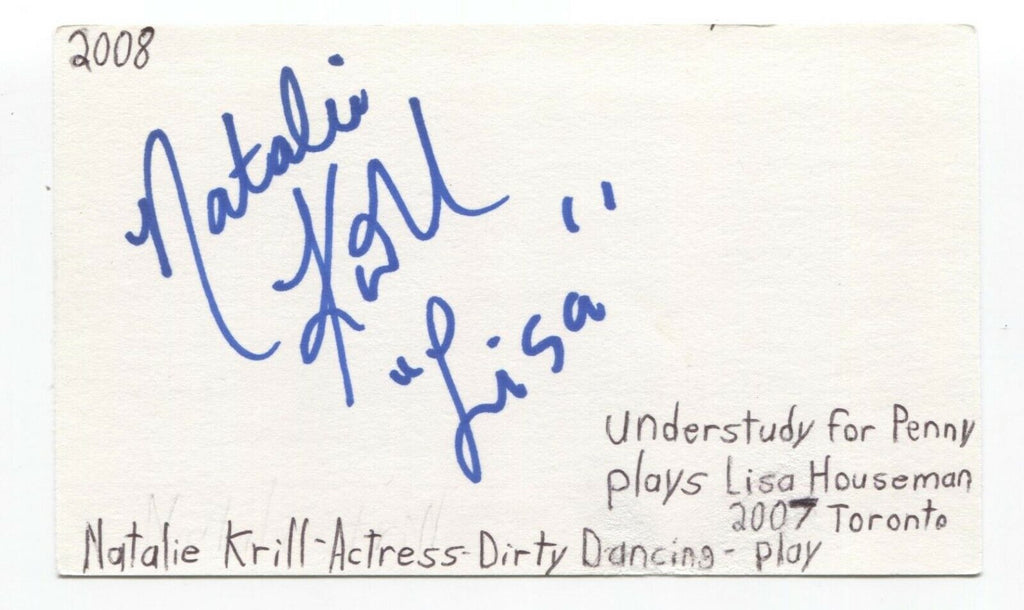 2008
Natalie
Krill
"Lisa"
understudy for Penny
plays Lisa Houseman
2007 Toronto
Natalie Krill-Actress-Dirty Dancing - play